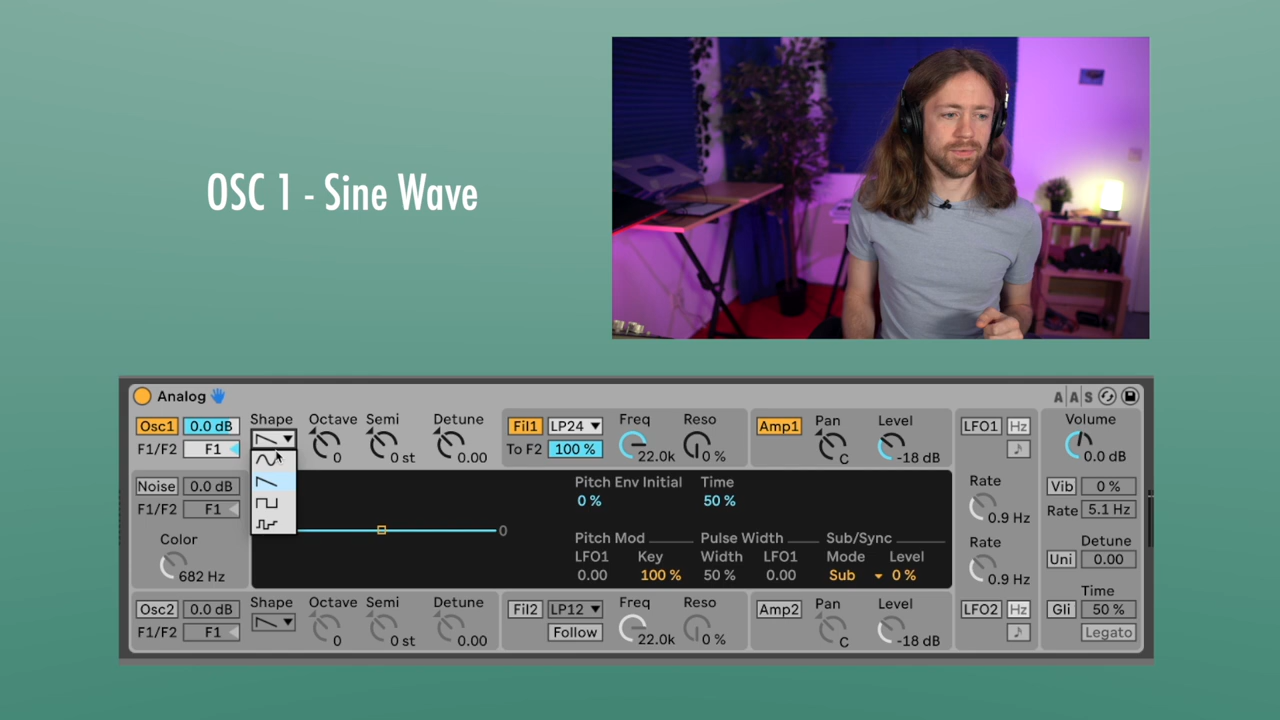 OSC 1 - Sine Wave
Analog
A A S
Osc1 0.0 dB Shape Octave Semi Detune Fil1 LP24 Freq Reso Amp1 Pan Level LFO1 Hz Volume
F1/F2 F1 0 0 st 0.00 To F2 100 % 22.0k 0 % C -18 dB 0.0 dB
Noise 0.0 dB Pitch Env Initial Time Rate Vib 0 %
F1/F2 F1 0 % 50 % 0.9 Hz Rate 5.1 Hz
0
Color Pitch Mod Pulse Width Sub/Sync Rate Detune
682 Hz LFO1 Key Width LFO1 Mode Level Uni 0.00
0.00 100 % 50 % 0.00 Sub 0 % 0.9 Hz Time
Osc2 0.0 dB Shape Octave Semi Detune Fil2 LP12 Freq Reso Amp2 Pan Level LFO2 Hz Gli 50 %
F1/F2 F1 0 0 st 0.00 Follow 22.0k 0 % C -18 dB Legato